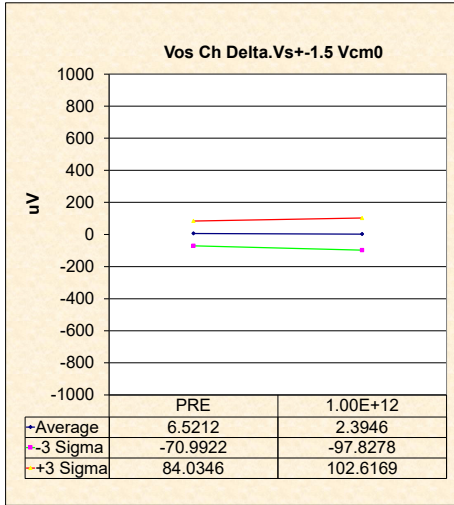 Vos Ch Delta.Vs+-1.5 Vcm0
1000
800
600
400
200
0
-200
-400
-600
-800
-1000
uV
PRE 1.00E+12
Average 6.5212 2.3946
-3 Sigma -70.9922 -97.8278
+3 Sigma 84.0346 102.6169